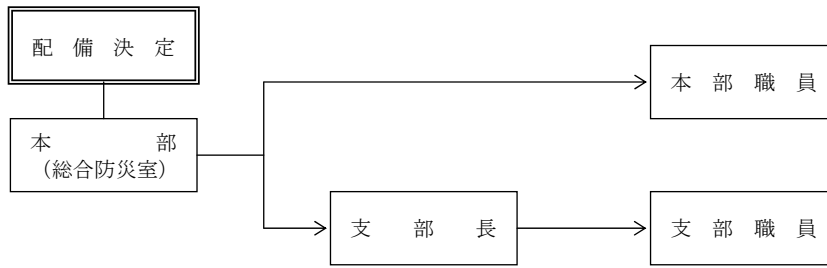 配備決定
本部
（総合防災室）
本部職員
支部長
支部職員